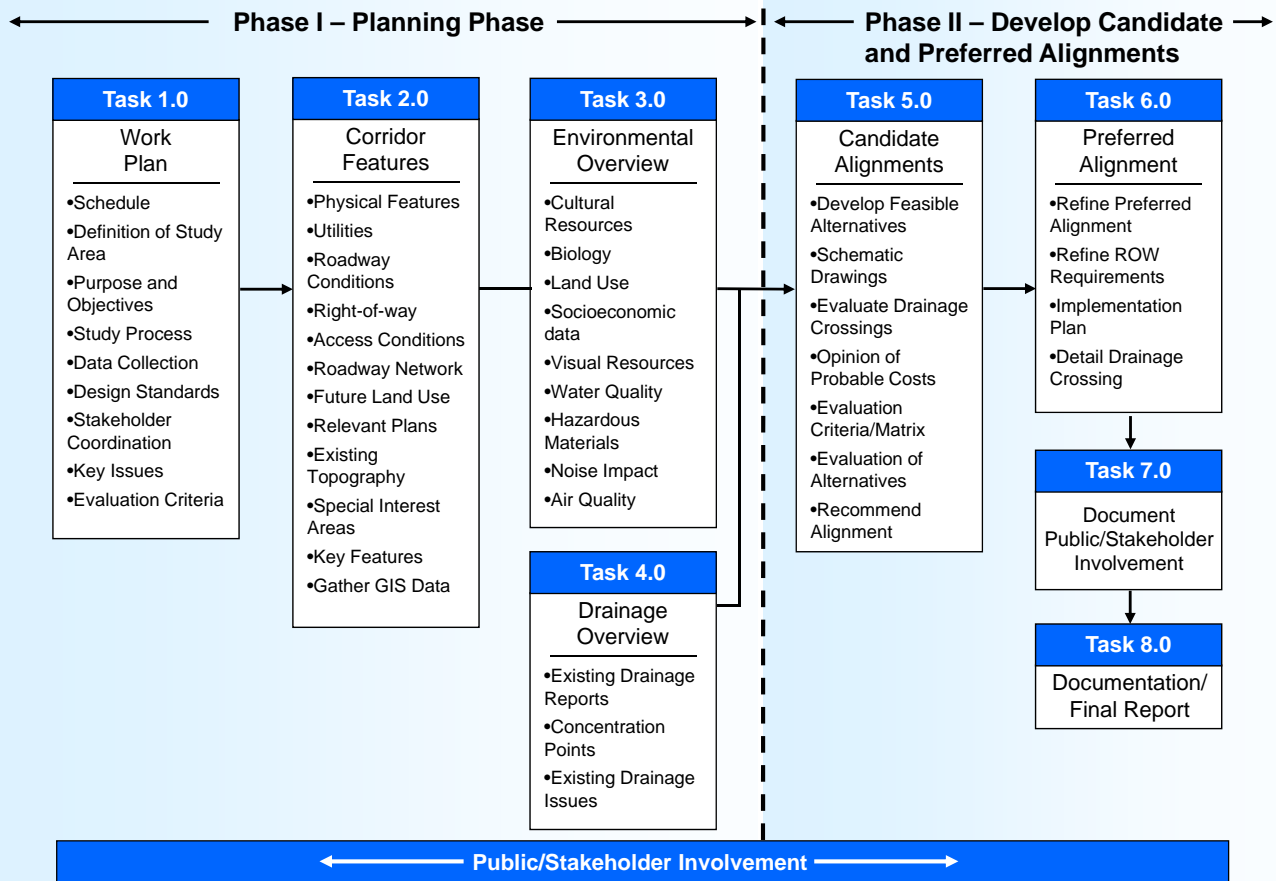 Phase I – Planning Phase
Phase II – Develop Candidate
and Preferred Alignments
Task 1.0
Work
Plan
•Schedule
•Definition of Study
Area
•Purpose and
Objectives
•Study Process
•Data Collection
•Design Standards
•Stakeholder
Coordination
•Key Issues
•Evaluation Criteria
Task 2.0
Corridor
Features
•Physical Features
•Utilities
•Roadway
Conditions
•Right-of-way
•Access Conditions
•Roadway Network
•Future Land Use
•Relevant Plans
•Existing
Topography
•Special Interest
Areas
•Key Features
•Gather GIS Data
Task 3.0
Environmental
Overview
•Cultural
Resources
•Biology
•Land Use
•Socioeconomic
data
•Visual Resources
•Water Quality
•Hazardous
Materials
•Noise Impact
•Air Quality
Task 4.0
Drainage
Overview
•Existing Drainage
Reports
•Concentration
Points
•Existing Drainage
Issues
Task 5.0
Candidate
Alignments
•Develop Feasible
Alternatives
•Schematic
Drawings
•Evaluate Drainage
Crossings
•Opinion of
Probable Costs
•Evaluation
Criteria/Matrix
•Evaluation of
Alternatives
•Recommend
Alignment
Task 6.0
Preferred
Alignment
•Refine Preferred
Alignment
•Refine ROW
Requirements
•Implementation
Plan
•Detail Drainage
Crossing
Task 7.0
Document
Public/Stakeholder
Involvement
Task 8.0
Documentation/
Final Report
Public/Stakeholder Involvement